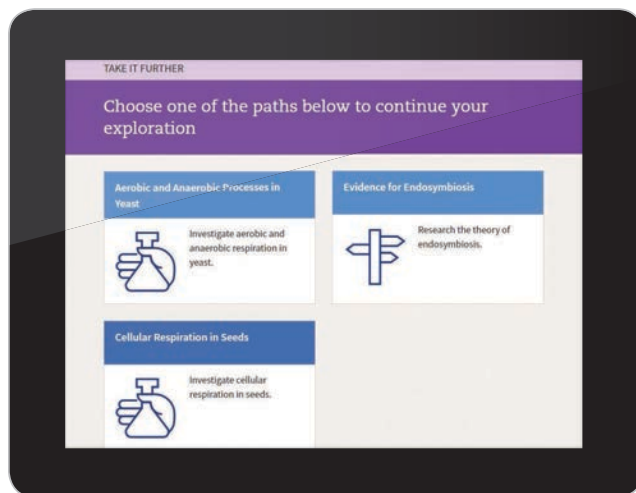 TAKE IT FURTHER
Choose one of the paths below to continue your
exploration
Aerobic and Anaerobic Processes in
Yeast
Investigate aerobic and
anaerobic respiration in
yeast.
Evidence for Endosymbiosis
Research the theory of
endosymbiosis.
Cellular Respiration in Seeds
Investigate cellular
respiration in seeds.